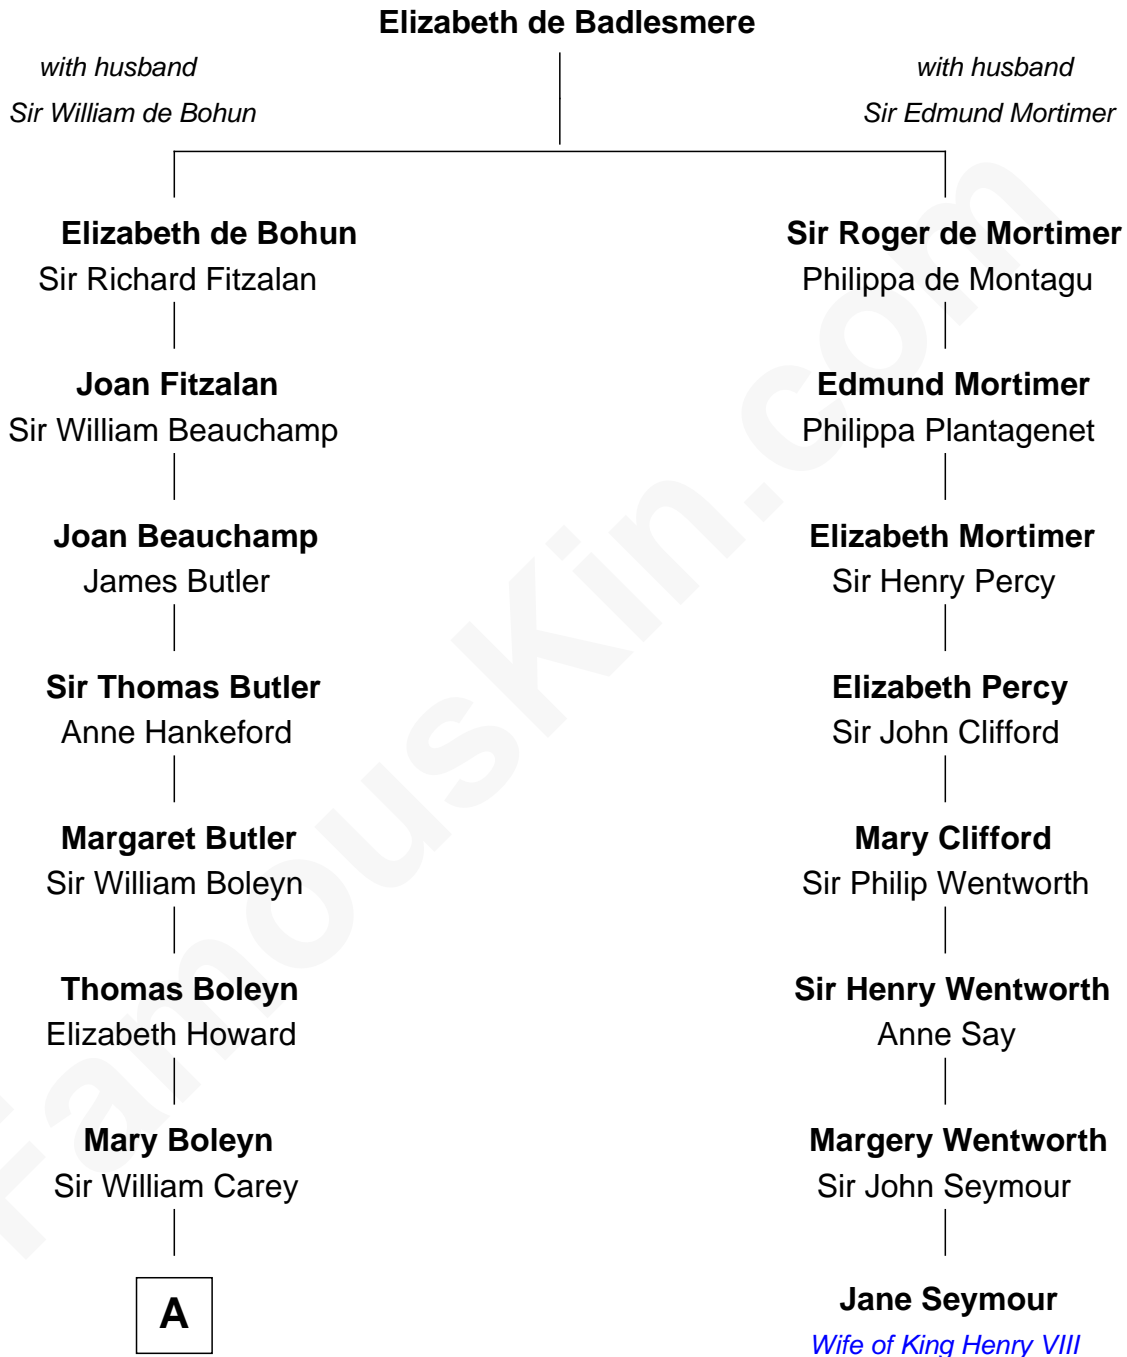 Elizabeth de Badlesmere
with husband
Sir William de Bohun
with husband
Sir Edmund Mortimer
Elizabeth de Bohun
Sir Richard Fitzalan
Sir Roger de Mortimer
Philippa de Montagu
Joan Fitzalan
Sir William Beauchamp
Edmund Mortimer
Philippa Plantagenet
Joan Beauchamp
James Butler
Elizabeth Mortimer
Sir Henry Percy
Sir Thomas Butler
Anne Hankeford
Elizabeth Percy
Sir John Clifford
Margaret Butler
Sir William Boleyn
Mary Clifford
Sir Philip Wentworth
Thomas Boleyn
Elizabeth Howard
Sir Henry Wentworth
Anne Say
Mary Boleyn
Sir William Carey
Margery Wentworth
Sir John Seymour
A
Jane Seymour
Wife of King Henry VIII
FamousKin.com